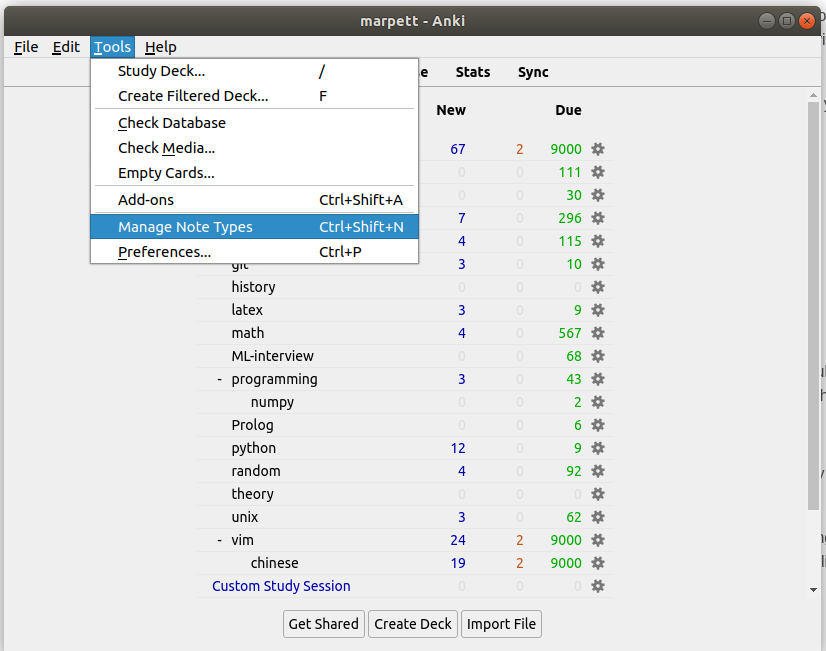 marpett - Anki
File Edit Tools Help
Study Deck... /
Create Filtered Deck... F
Check Database
Check Media...
Empty Cards...
Add-ons Ctrl+Shift+A
Manage Note Types Ctrl+Shift+N
Preferences... Ctrl+P
Stats Sync
New Due
67 2 9000
0 0 111
0 0 30
7 0 296
4 0 115
git 3 0 10
history 0 0 0
latex 3 0 9
math 4 0 567
ML-interview 0 0 68
- programming 3 0 43
numpy 0 0 2
Prolog 0 0 6
python 12 0 9
random 4 0 92
theory 0 0 0
unix 3 0 62
- vim 24 2 9000
chinese 19 2 9000
Custom Study Session 0 0 0
Get Shared Create Deck Import File